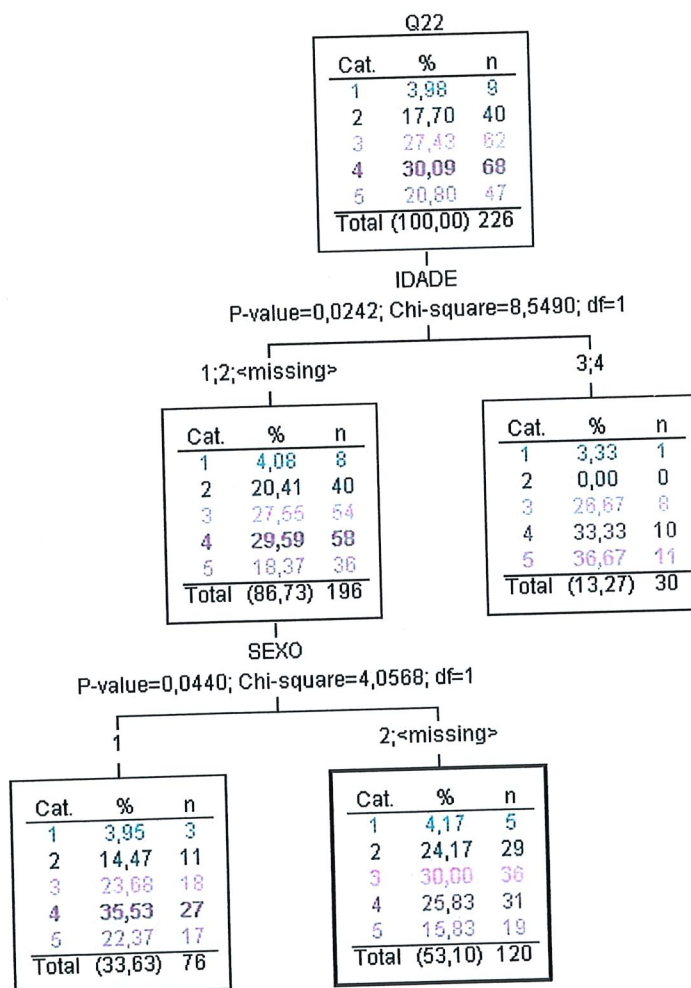 Q22
Cat. % n
1 3,98 9
2 17,70 40
3 27,43 62
4 30,09 68
5 20,80 47
Total (100,00) 226
IDADE
P-value=0,0242; Chi-square=8,5490; df=1
1;2;<missing>
3;4
Cat. % n
1 4,08 8
2 20,41 40
3 27,55 54
4 29,59 58
5 18,37 36
Total (86,73) 196
Cat. % n
1 3,33 1
2 0,00 0
3 26,67 8
4 33,33 10
5 36,67 11
Total (13,27) 30
SEXO
P-value=0,0440; Chi-square=4,0568; df=1
1
2;<missing>
Cat. % n
1 3,95 3
2 14,47 11
3 23,68 18
4 35,53 27
5 22,37 17
Total (33,63) 76
Cat. % n
1 4,17 5
2 24,17 29
3 30,00 36
4 25,83 31
5 15,83 19
Total (53,10) 120